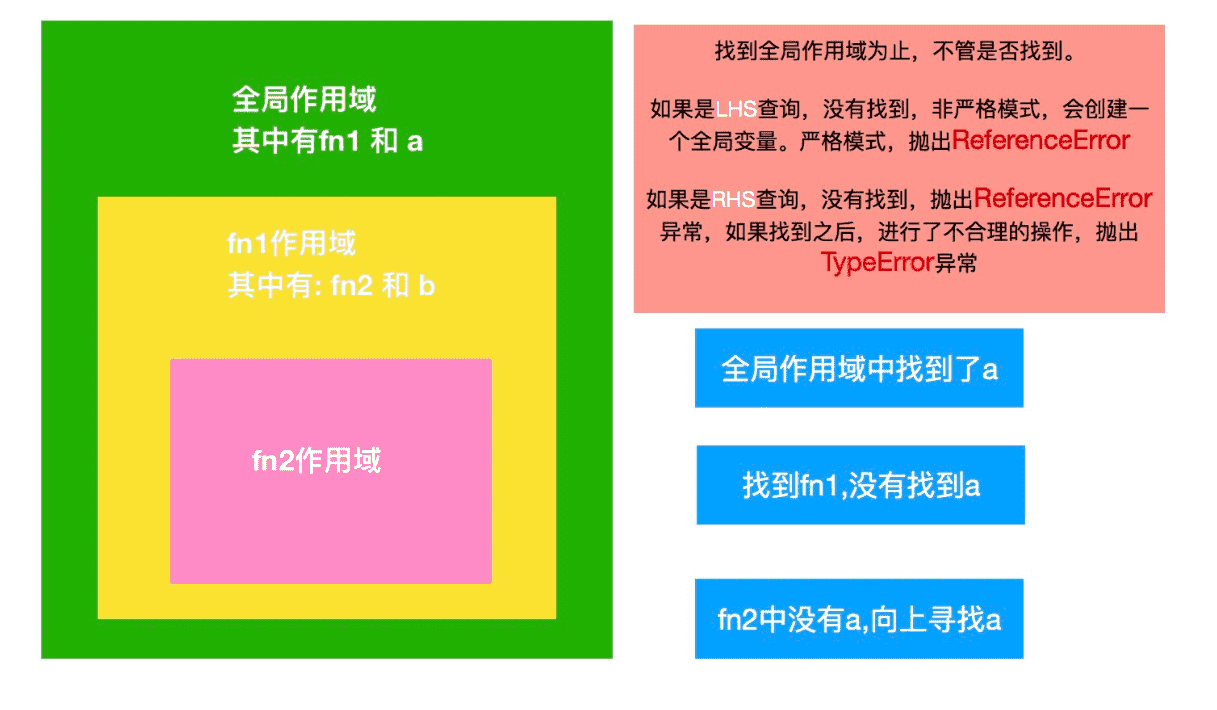 全局作用域
其中有fn1 和 a
fn1作用域
其中有: fn2 和 b
fn2作用域
找到全局作用域为止，不管是否找到。
如果是LHS查询，没有找到，非严格模式，会创建一
个全局变量。严格模式，抛出ReferenceError
如果是RHS查询，没有找到，抛出ReferenceError
异常，如果找到之后，进行了不合理的操作，抛出
TypeError异常
全局作用域中找到了a
找到fn1,没有找到a
fn2中没有a,向上寻找a